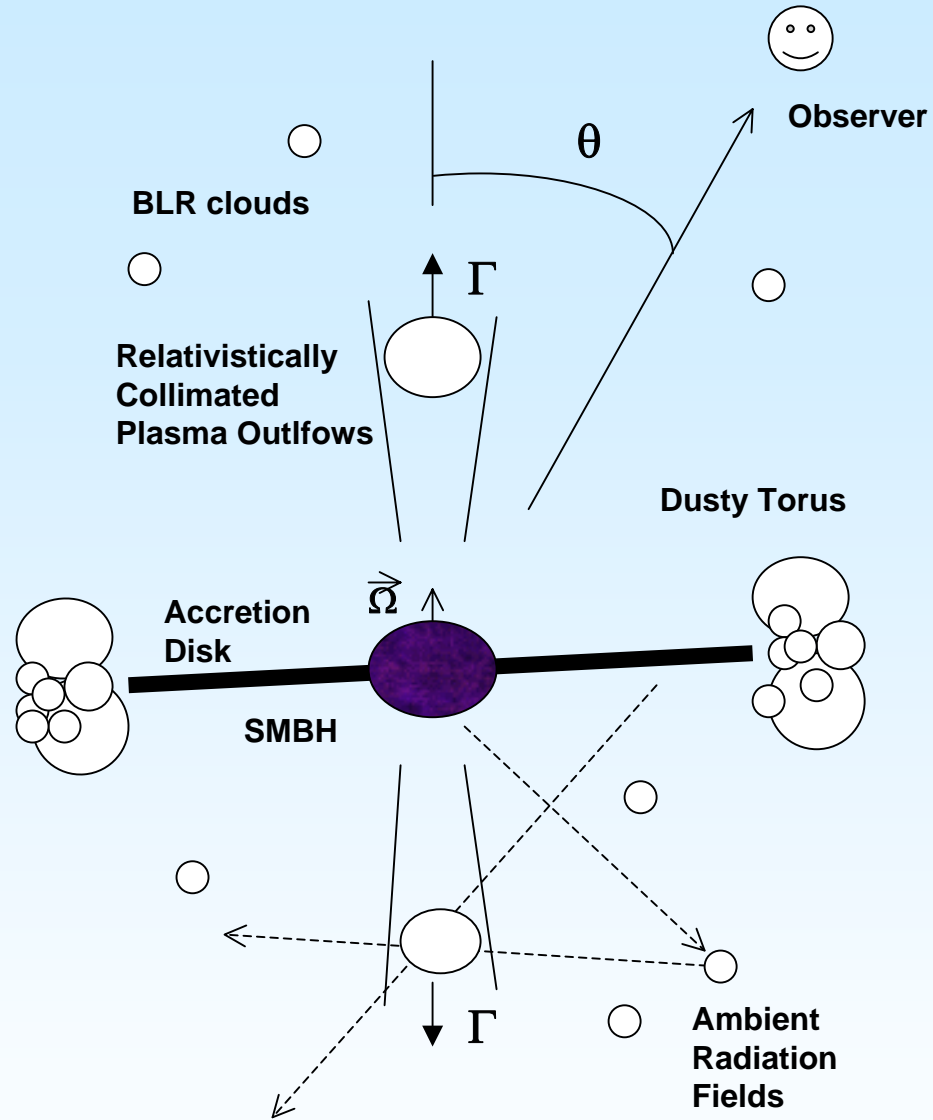 Observer
θ
BLR clouds
Γ
Relativistically
Collimated
Plasma Outlfows
Dusty Torus
Ω⃗
Accretion
Disk
SMBH
Γ
Ambient
Radiation
Fields